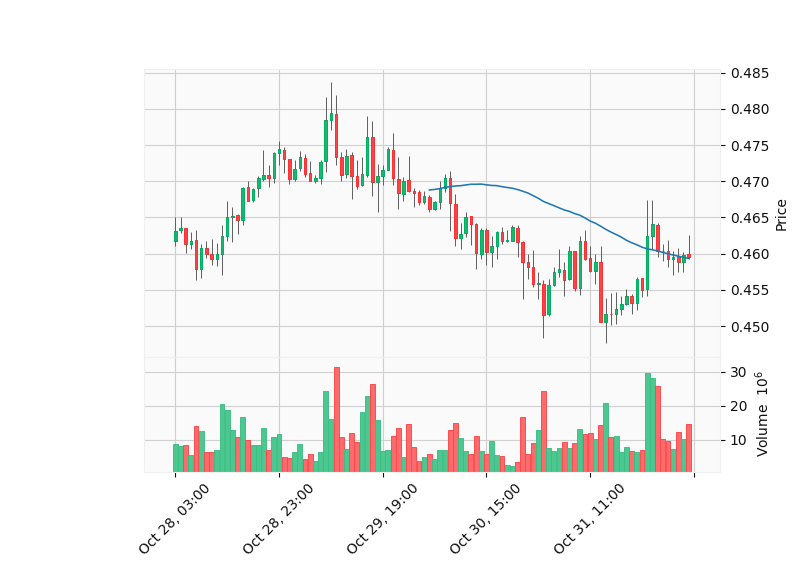 0.485
0.480
0.475
0.470
0.465
0.460
0.455
0.450
Price
30
20
10
Volume 10⁶
Oct 28, 03:00
Oct 28, 23:00
Oct 29, 19:00
Oct 30, 15:00
Oct 31, 11:00